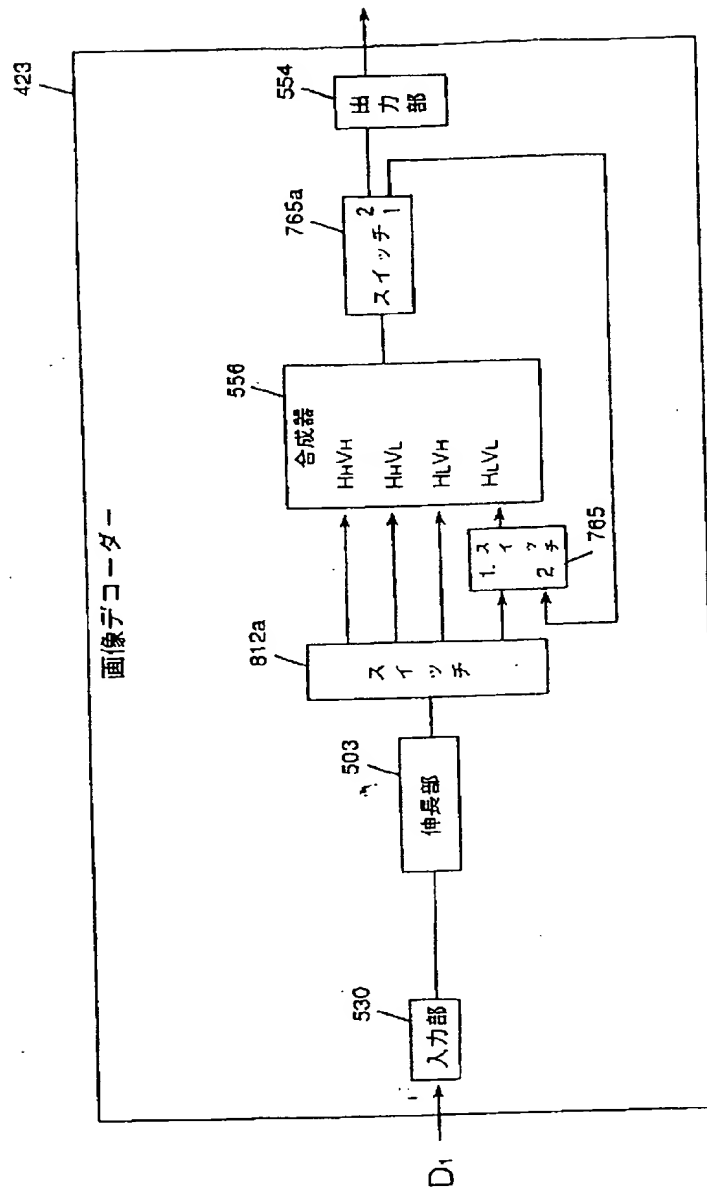 423
画像デコーダー
D₁
530
入力部
503
伸長部
812a
スイッチ
1. スイッチ
2
765
556
合成器
HHVH
HHVL
HLVH
HLVL
765a
スイッチ 2
1
554
出力部